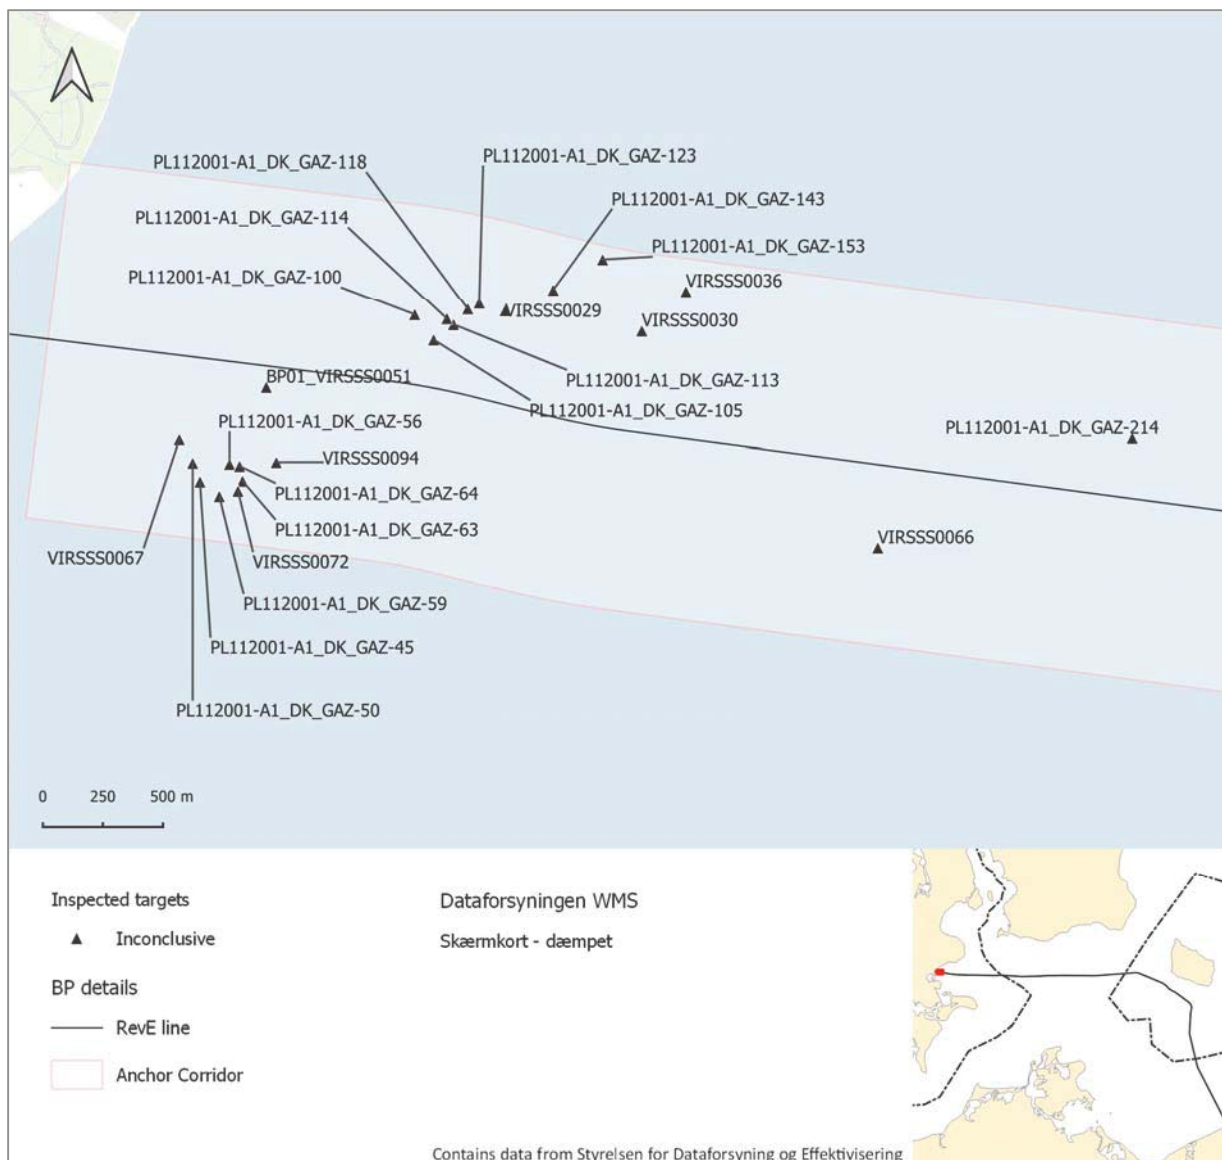 PL112001-A1_DK_GAZ-118
PL112001-A1_DK_GAZ-123
PL112001-A1_DK_GAZ-143
PL112001-A1_DK_GAZ-114
PL112001-A1_DK_GAZ-153
PL112001-A1_DK_GAZ-100
VIRSSS0036
VIRSSS0029
VIRSSS0030
BP01_VIRSSS0051
PL112001-A1_DK_GAZ-113
PL112001-A1_DK_GAZ-105
PL112001-A1_DK_GAZ-56
PL112001-A1_DK_GAZ-214
VIRSSS0094
PL112001-A1_DK_GAZ-64
PL112001-A1_DK_GAZ-63
VIRSSS0066
VIRSSS0067
VIRSSS0072
PL112001-A1_DK_GAZ-59
PL112001-A1_DK_GAZ-45
PL112001-A1_DK_GAZ-50
0 250 500 m
Inspected targets
Inconclusive
BP details
RevE line
Anchor Corridor
Dataforsyningen WMS
Skærmkort - dæmpet
Contains data from Styrelsen for Dataforsyning og Effektivisering